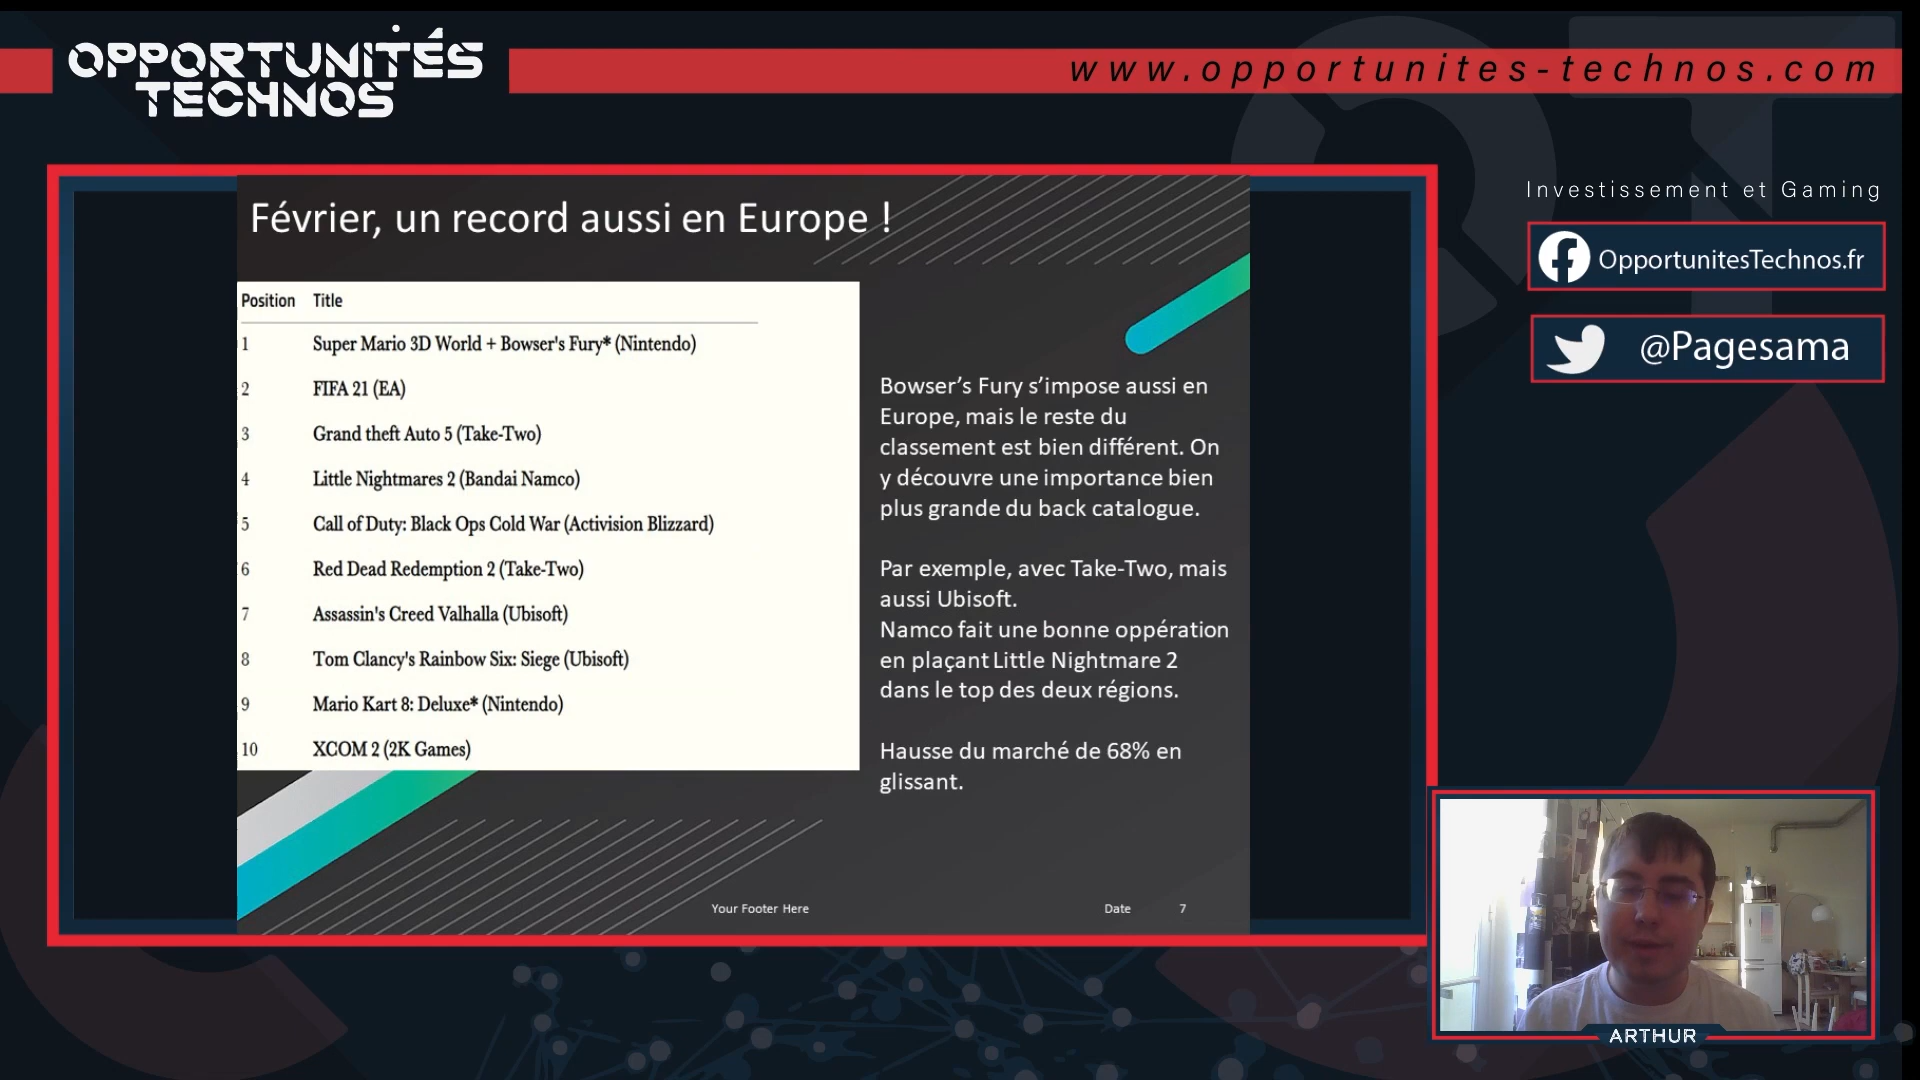 OPPORTUNITÉS
TECHNOS
www.opportunites-technos.com
Investissement et Gaming
OpportunitesTechnos.fr
@Pagesama
Février, un record aussi en Europe !
Position Title
1 Super Mario 3D World + Bowser's Fury* (Nintendo)
2 FIFA 21 (EA)
3 Grand theft Auto 5 (Take-Two)
4 Little Nightmares 2 (Bandai Namco)
5 Call of Duty: Black Ops Cold War (Activision Blizzard)
6 Red Dead Redemption 2 (Take-Two)
7 Assassin's Creed Valhalla (Ubisoft)
8 Tom Clancy's Rainbow Six: Siege (Ubisoft)
9 Mario Kart 8: Deluxe* (Nintendo)
10 XCOM 2 (2K Games)
Bowser’s Fury s’impose aussi en
Europe, mais le reste du
classement est bien différent. On
y découvre une importance bien
plus grande du back catalogue.
Par exemple, avec Take-Two, mais
aussi Ubisoft.
Namco fait une bonne oppération
en plaçant Little Nightmare 2
dans le top des deux régions.
Hausse du marché de 68% en
glissant.
Your Footer Here
Date
7
ARTHUR